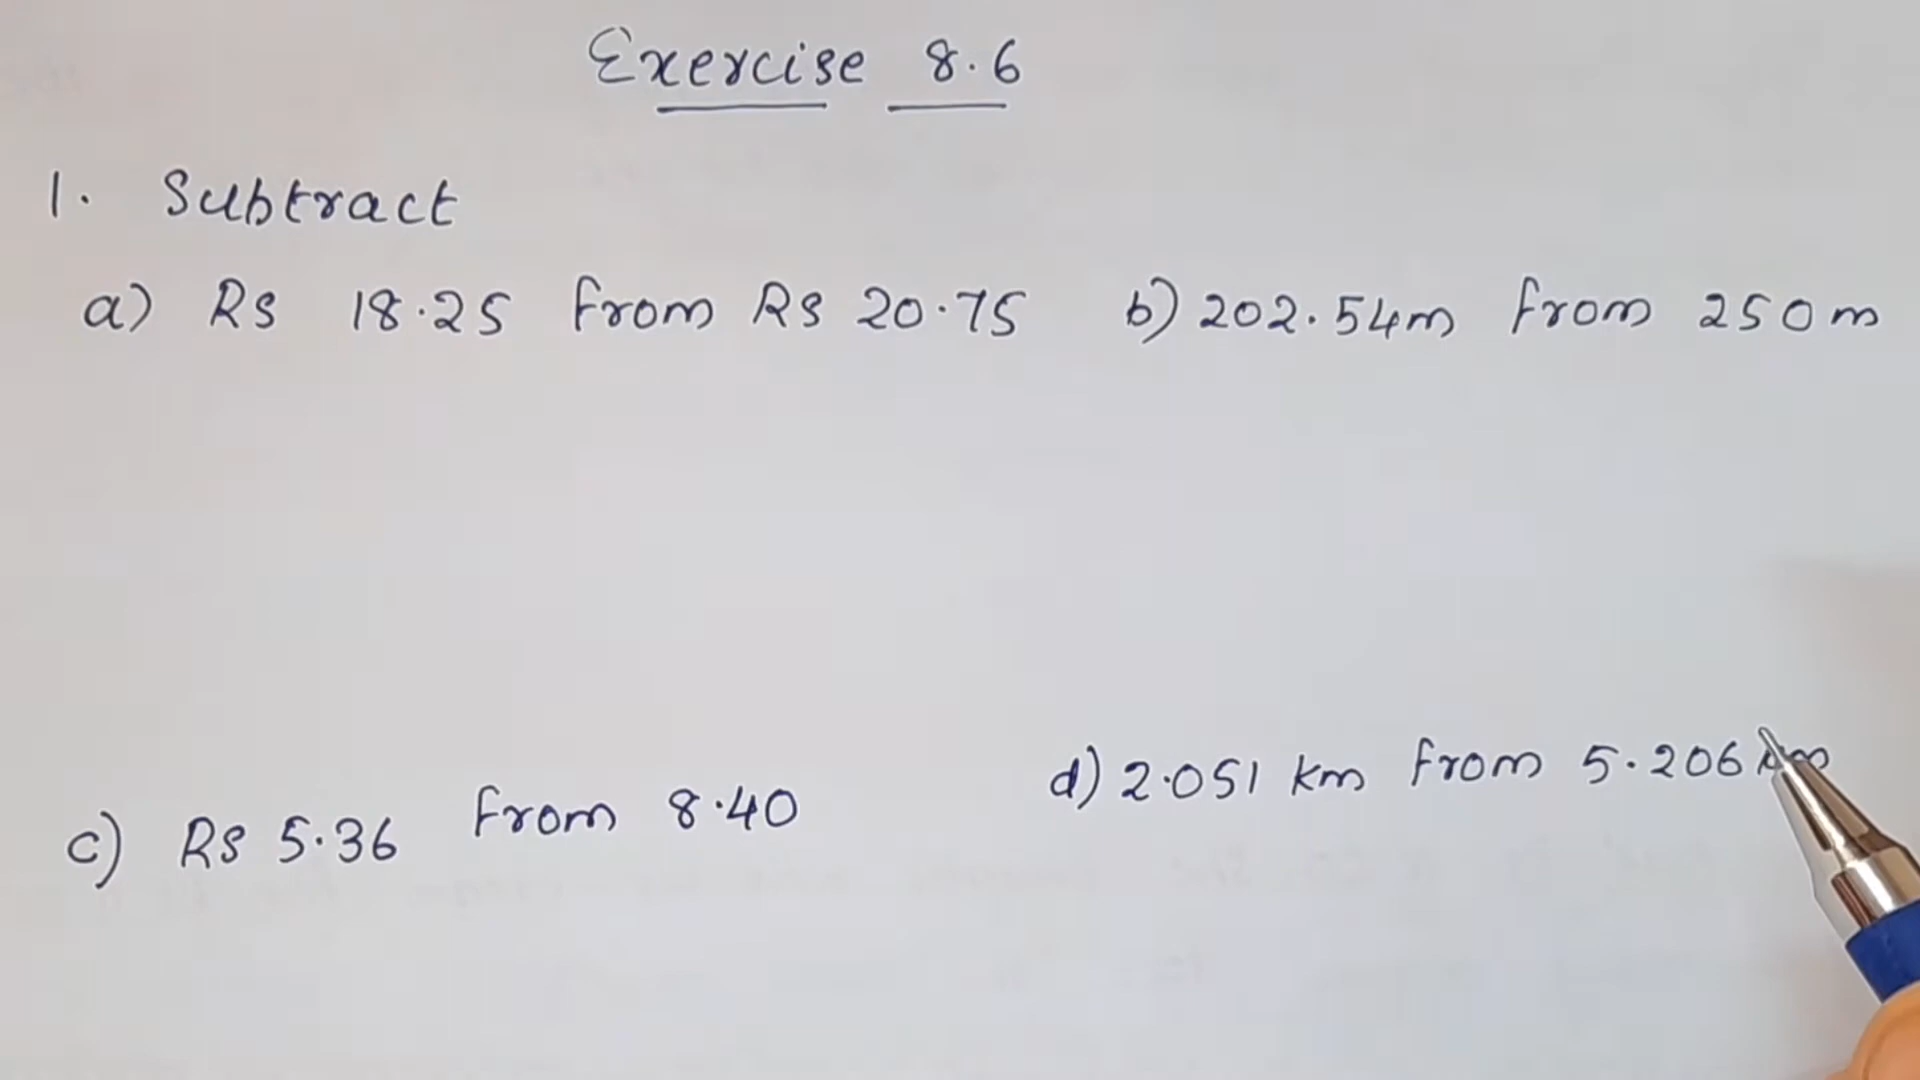 Exercise 8.6
1. Subtract
a) Rs 18.25 from Rs 20.75 b) 202.54m from 250m
c) Rs 5.36 from 8.40 d) 2.051 km from 5.206 km